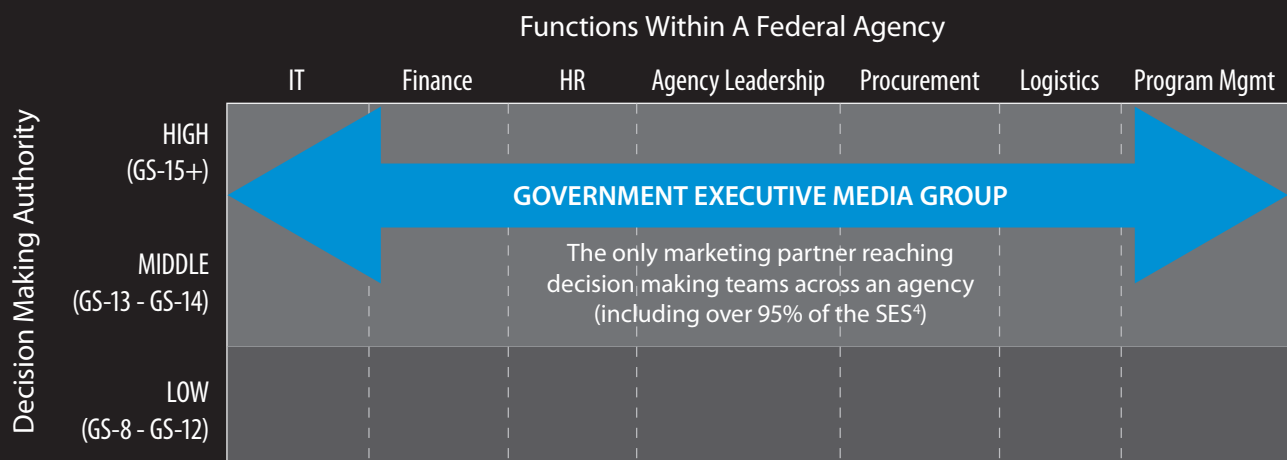 Functions Within A Federal Agency
IT Finance HR Agency Leadership Procurement Logistics Program Mgmt
Decision Making Authority
HIGH
(GS-15+)
GOVERNMENT EXECUTIVE MEDIA GROUP
The only marketing partner reaching
decision making teams across an agency
(including over 95% of the SES⁴)
MIDDLE
(GS-13 - GS-14)
LOW
(GS-8 - GS-12)